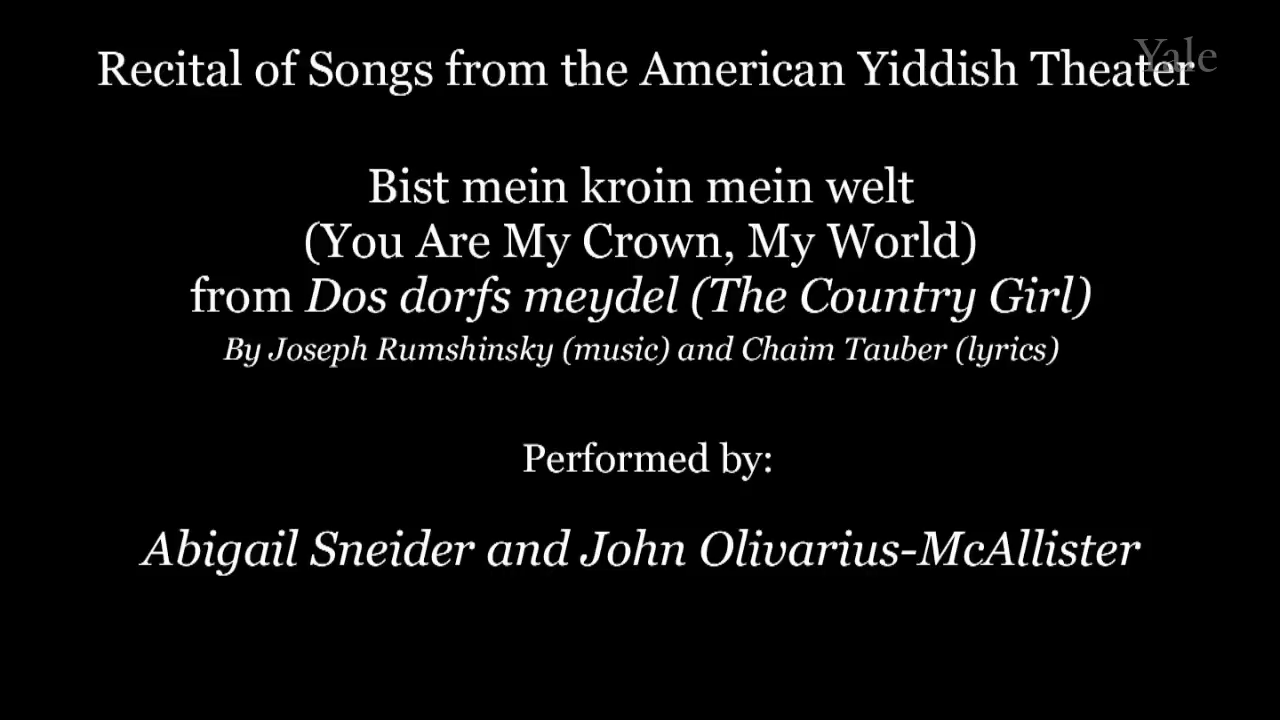 Recital of Songs from the American Yiddish Theater
Yale
Bist mein kroin mein welt
(You Are My Crown, My World)
from Dos dorfs meydel (The Country Girl)
By Joseph Rumshinsky (music) and Chaim Tauber (lyrics)
Performed by:
Abigail Sneider and John Olivarius-McAllister